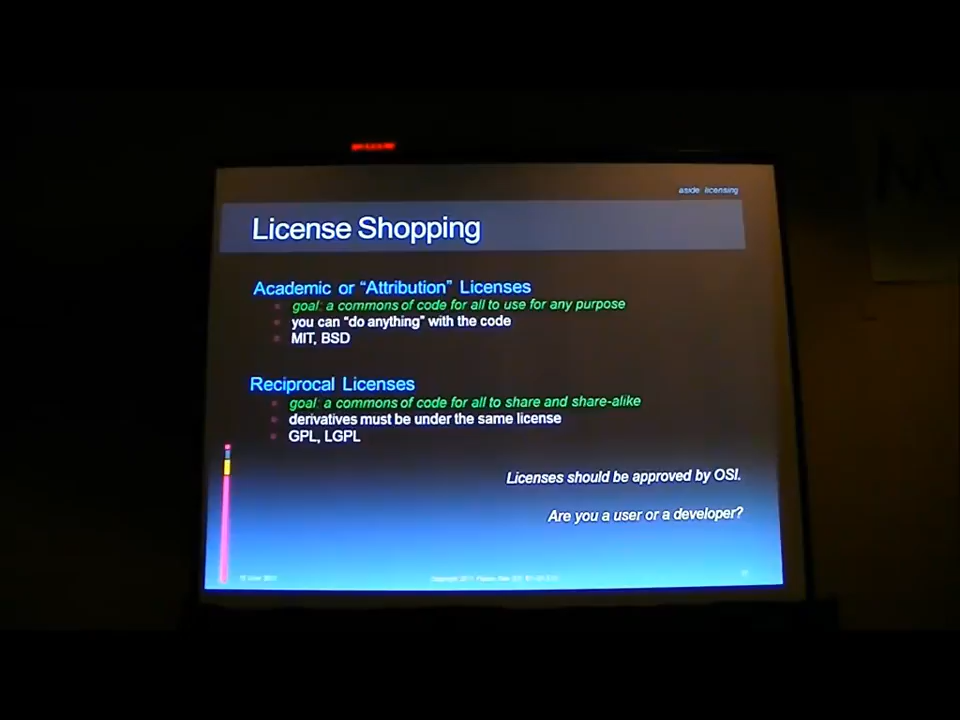 aside: licensing
License Shopping
Academic or “Attribution” Licenses
goal: a commons of code for all to use for any purpose
you can “do anything” with the code
MIT, BSD
Reciprocal Licenses
goal: a commons of code for all to share and share-alike
derivatives must be under the same license
GPL, LGPL
Licenses should be approved by OSI.
Are you a user or a developer?